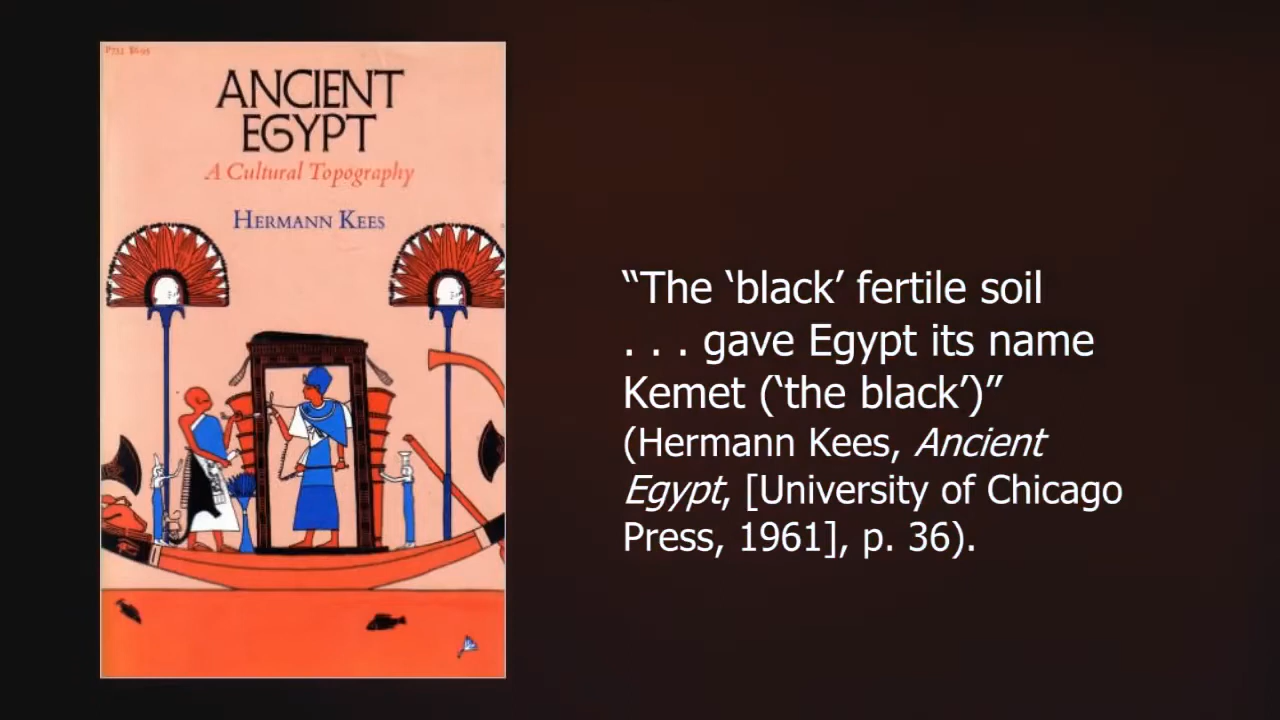 ANCIENT
EGYPT
A Cultural Topography
HERMANN KEES
“The ‘black’ fertile soil
. . . gave Egypt its name
Kemet (‘the black’)”
(Hermann Kees, Ancient
Egypt, [University of Chicago
Press, 1961], p. 36).